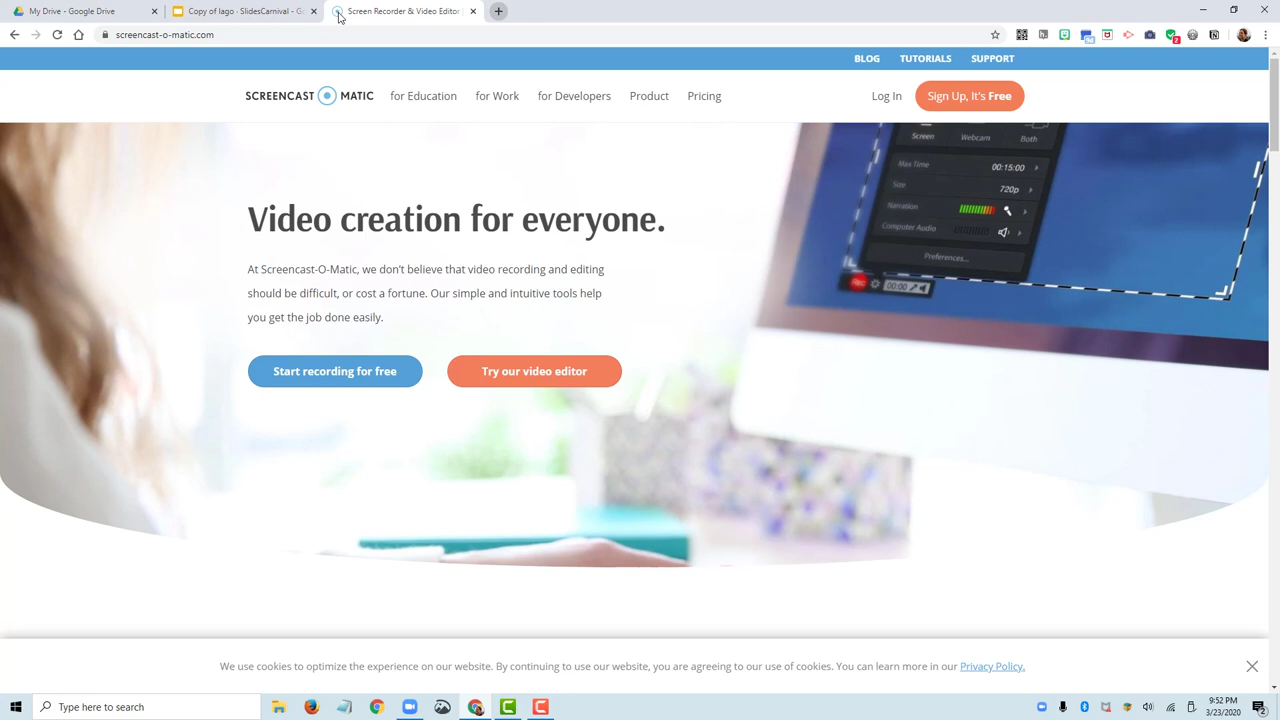 My Drive - Google Drive
Copy of Iago - SlidesCarnival - G
Screen Recorder & Video Editor |
screencast-o-matic.com
BLOG TUTORIALS SUPPORT
SCREENCAST O MATIC for Education for Work for Developers Product Pricing Log In Sign Up, It's Free
Screen Webcam Both
Max Time 00:15:00
Size 720p
Narration
Computer Audio
Preferences...
REC 00:00
Video creation for everyone.
At Screencast-O-Matic, we don't believe that video recording and editing
should be difficult, or cost a fortune. Our simple and intuitive tools help
you get the job done easily.
Start recording for free Try our video editor
We use cookies to optimize the experience on our website. By continuing to use our website, you are agreeing to our use of cookies. You can learn more in our Privacy Policy.
Type here to search
9:52 PM
3/23/2020